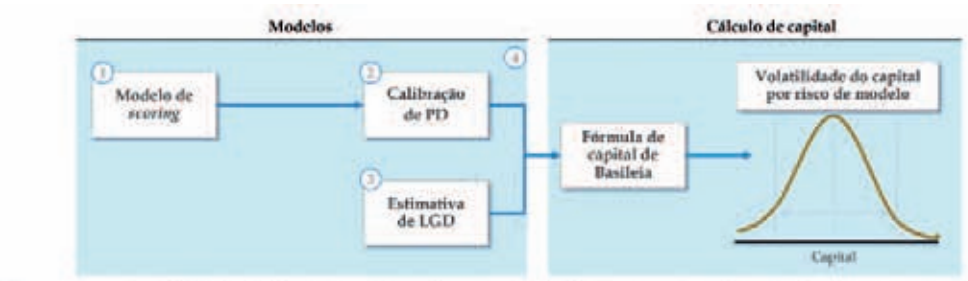 Modelos
Cálculo de capital
1
Modelo de
scoring
2
Calibração
de PD
3
Estimativa
de LGD
4
Fórmula de
capital de
Basileia
Volatilidade do capital
por risco de modelo
Capital